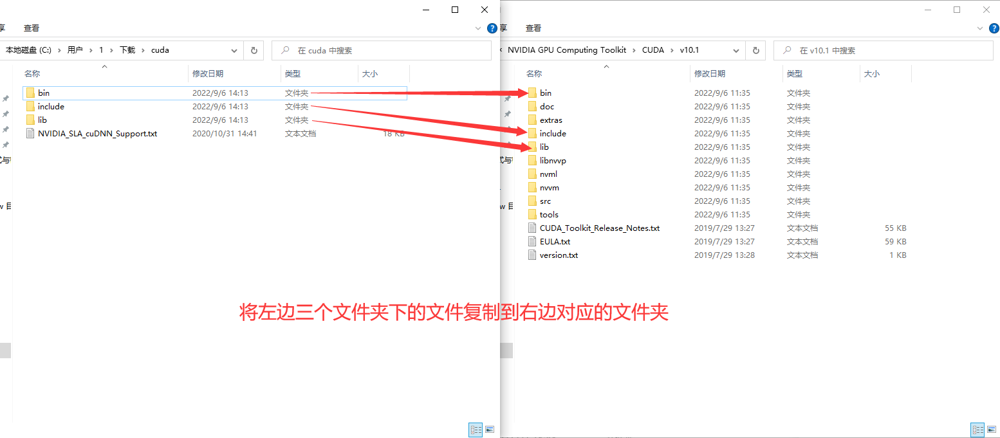 享 查看
本地磁盘 (C:) 用户 1 下载 cuda
在 cuda 中搜索
名称 修改日期 类型 大小
bin 2022/9/6 14:13 文件夹
include 2022/9/6 14:13 文件夹
lib 2022/9/6 14:13 文件夹
NVIDIA_SLA_cuDNN_Support.txt 2020/10/31 14:41 文本文档 18 KB
享 查看
NVIDIA GPU Computing Toolkit CUDA v10.1
在 v10.1 中搜索
名称 修改日期 类型 大小
bin 2022/9/6 11:35 文件夹
doc 2022/9/6 11:35 文件夹
extras 2022/9/6 11:35 文件夹
include 2022/9/6 11:35 文件夹
lib 2022/9/6 11:35 文件夹
libnvvp 2022/9/6 11:35 文件夹
nvml 2022/9/6 11:35 文件夹
nvvm 2022/9/6 11:35 文件夹
src 2022/9/6 11:35 文件夹
tools 2022/9/6 11:35 文件夹
CUDA_Toolkit_Release_Notes.txt 2019/7/29 13:27 文本文档 55 KB
EULA.txt 2019/7/29 13:27 文本文档 59 KB
version.txt 2019/7/29 13:28 文本文档 1 KB
将左边三个文件夹下的文件复制到右边对应的文件夹